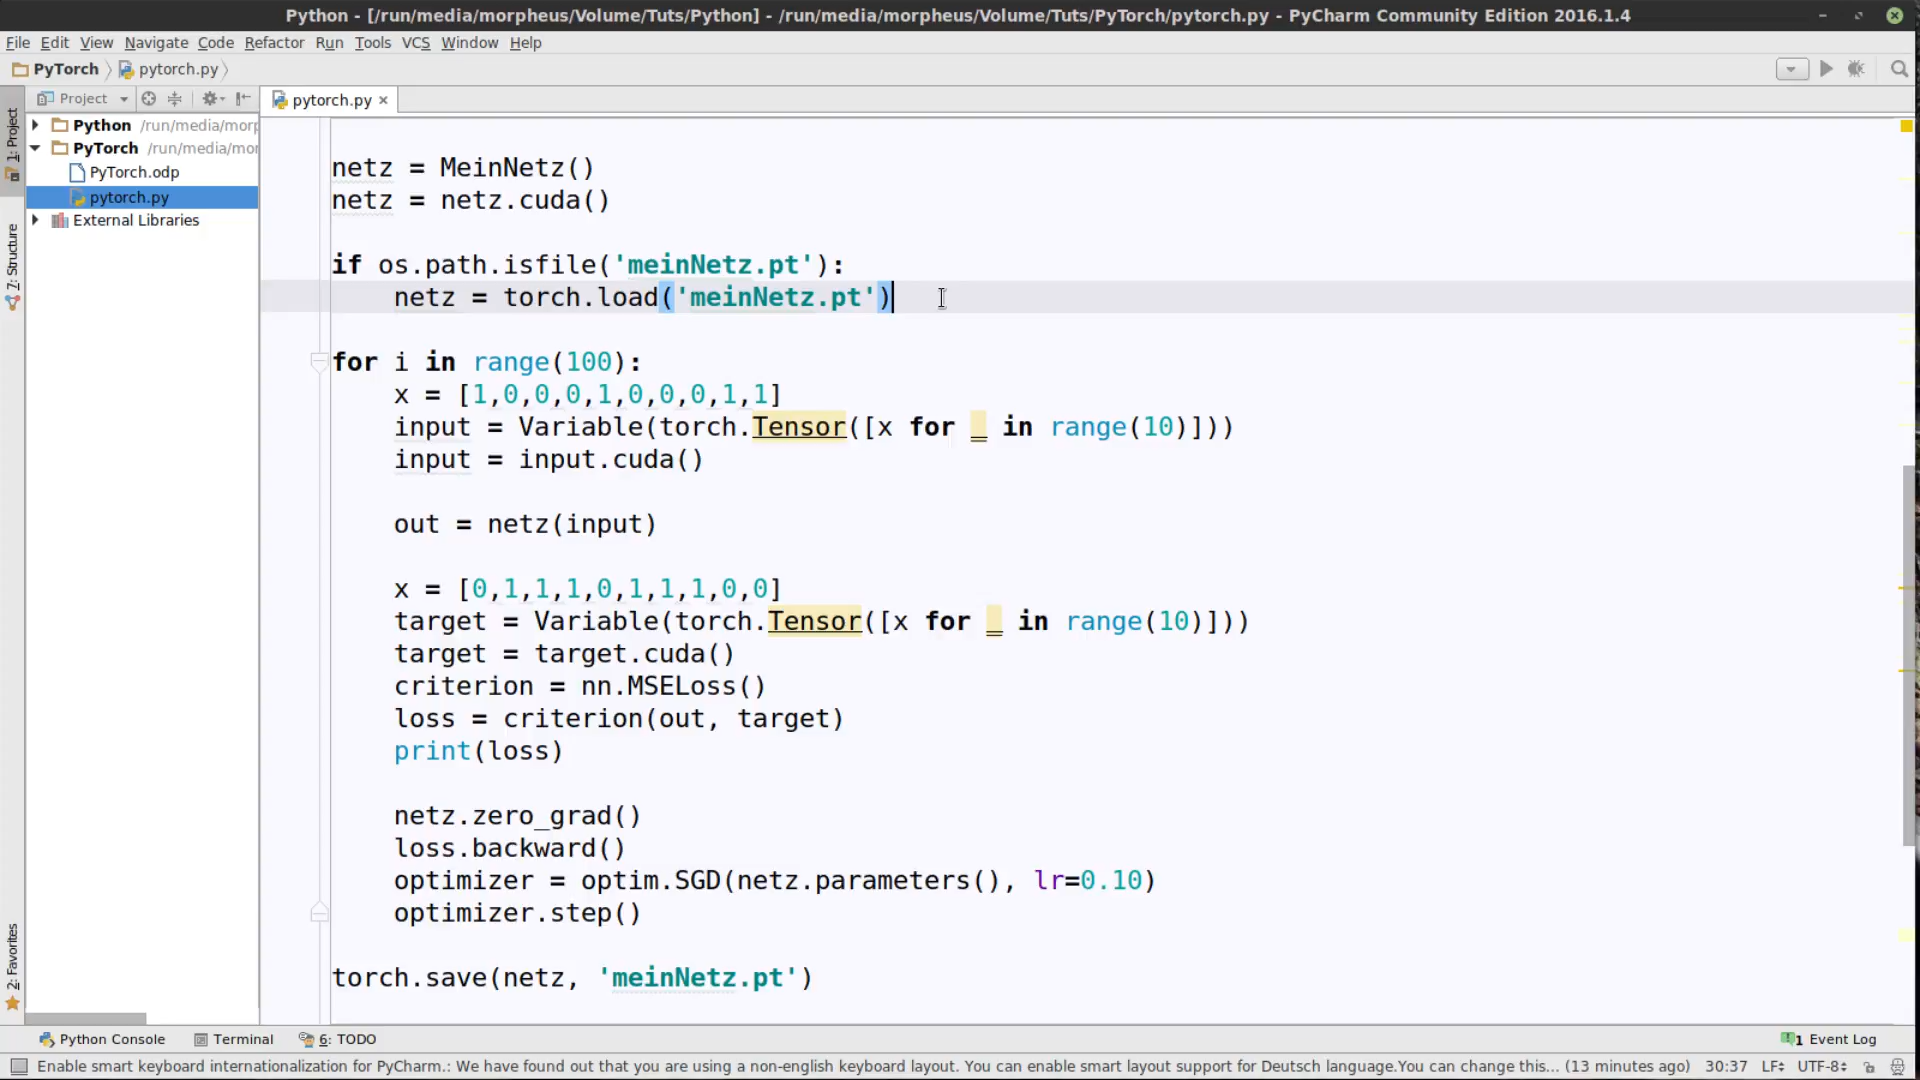 Python - [/run/media/morpheus/Volume/Tuts/Python] - /run/media/morpheus/Volume/Tuts/PyTorch/pytorch.py - PyCharm Community Edition 2016.1.4
File Edit View Navigate Code Refactor Run Tools VCS Window Help
PyTorch pytorch.py
Project pytorch.py
1: Project
7: Structure
2: Favorites
Python /run/media/morp
PyTorch /run/media/mor
PyTorch.odp
pytorch.py
External Libraries
netz = MeinNetz()
netz = netz.cuda()
if os.path.isfile('meinNetz.pt'):
    netz = torch.load('meinNetz.pt')
for i in range(100):
    x = [1,0,0,0,1,0,0,0,1,1]
    input = Variable(torch.Tensor([x for _ in range(10)]))
    input = input.cuda()
    out = netz(input)
    x = [0,1,1,1,0,1,1,1,0,0]
    target = Variable(torch.Tensor([x for _ in range(10)]))
    target = target.cuda()
    criterion = nn.MSELoss()
    loss = criterion(out, target)
    print(loss)
    netz.zero_grad()
    loss.backward()
    optimizer = optim.SGD(netz.parameters(), lr=0.10)
    optimizer.step()
torch.save(netz, 'meinNetz.pt')
Python Console Terminal 6: TODO 1 Event Log
Enable smart keyboard internationalization for PyCharm.: We have found out that you are using a non-english keyboard layout. You can enable smart layout support for Deutsch language.You can change this... (13 minutes ago) 30:37 LF UTF-8